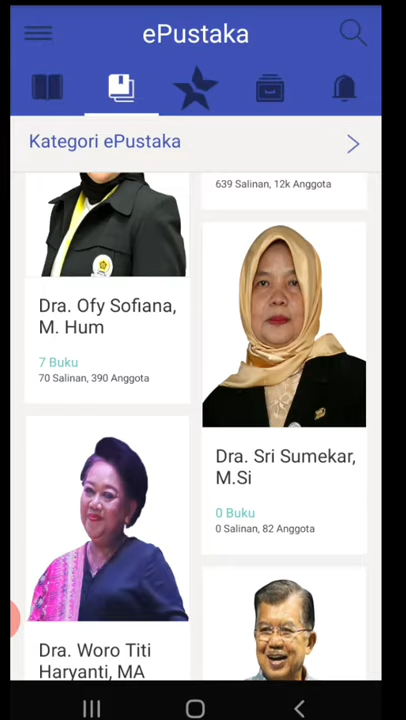 ePustaka
Kategori ePustaka
639 Salinan, 12k Anggota
Dra. Ofy Sofiana,
M. Hum
7 Buku
70 Salinan, 390 Anggota
Dra. Sri Sumekar,
M.Si
0 Buku
0 Salinan, 82 Anggota
Dra. Woro Titi
Haryanti, MA